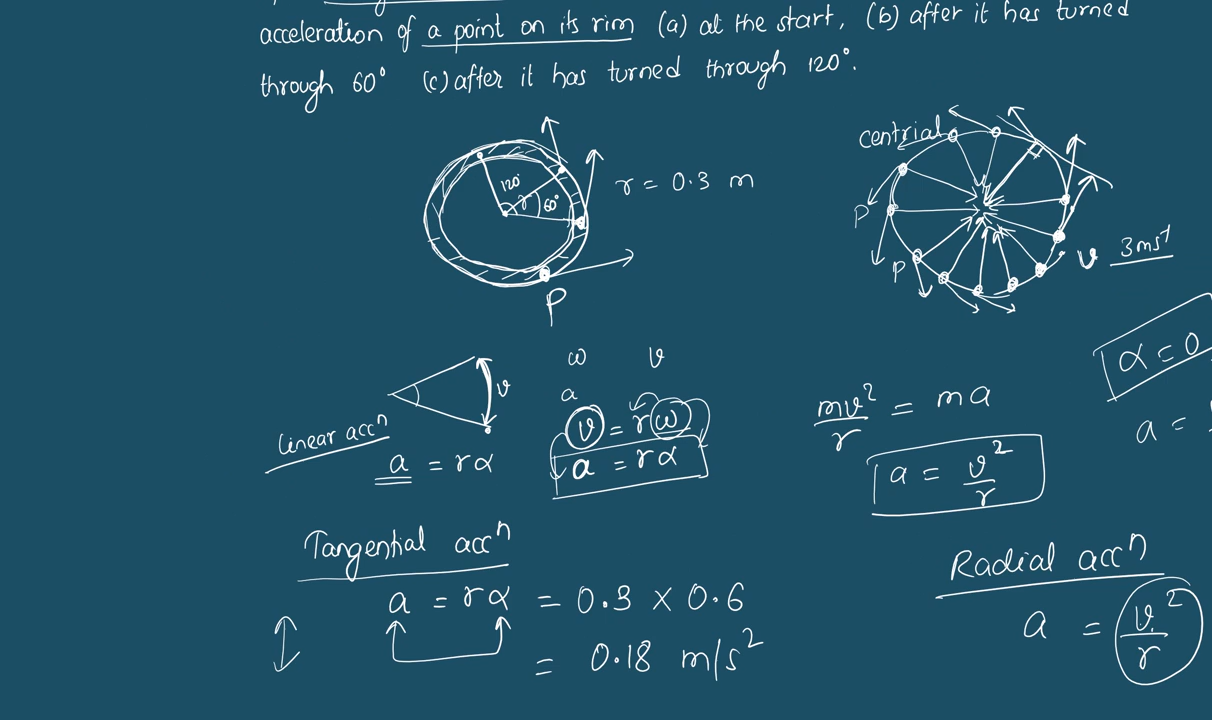 acceleration of a point on its rim (a) at the start, (b) after it has turned
through 60° (c) after it has turned through 120°.
120°
r
60°
r = 0.3 m
P
centrial
P
P
v 3ms⁻¹
α = 0
a =
v
ω v
a
v = rω
a = rα
Linear accⁿ
a = rα
mv²/r = ma
a = v²/r
Tangential accⁿ
a = rα = 0.3 × 0.6
= 0.18 m/s²
Radial accⁿ
a = v²/r